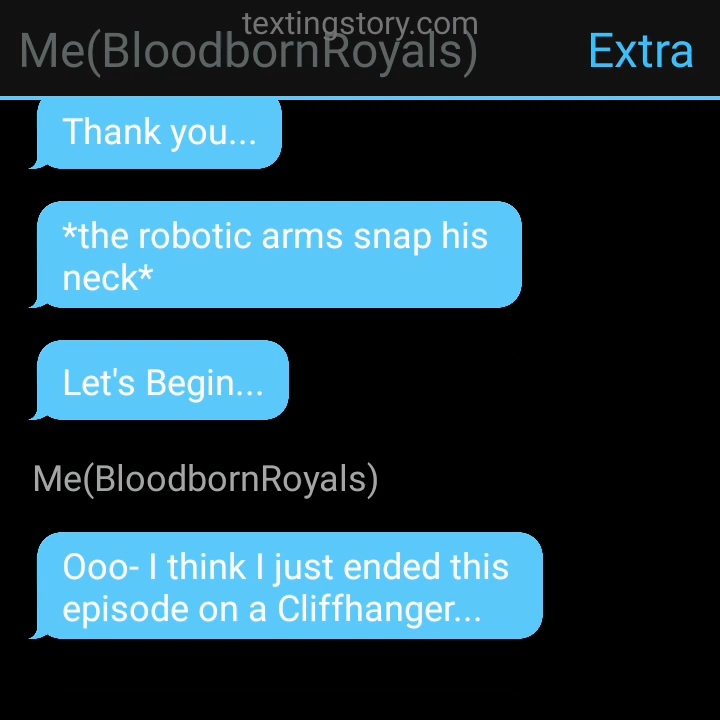 textingstory.com
Me(BloodbornRoyals)
Extra
Thank you...
*the robotic arms snap his
neck*
Let's Begin...
Me(BloodbornRoyals)
Ooo- I think I just ended this
episode on a Cliffhanger...